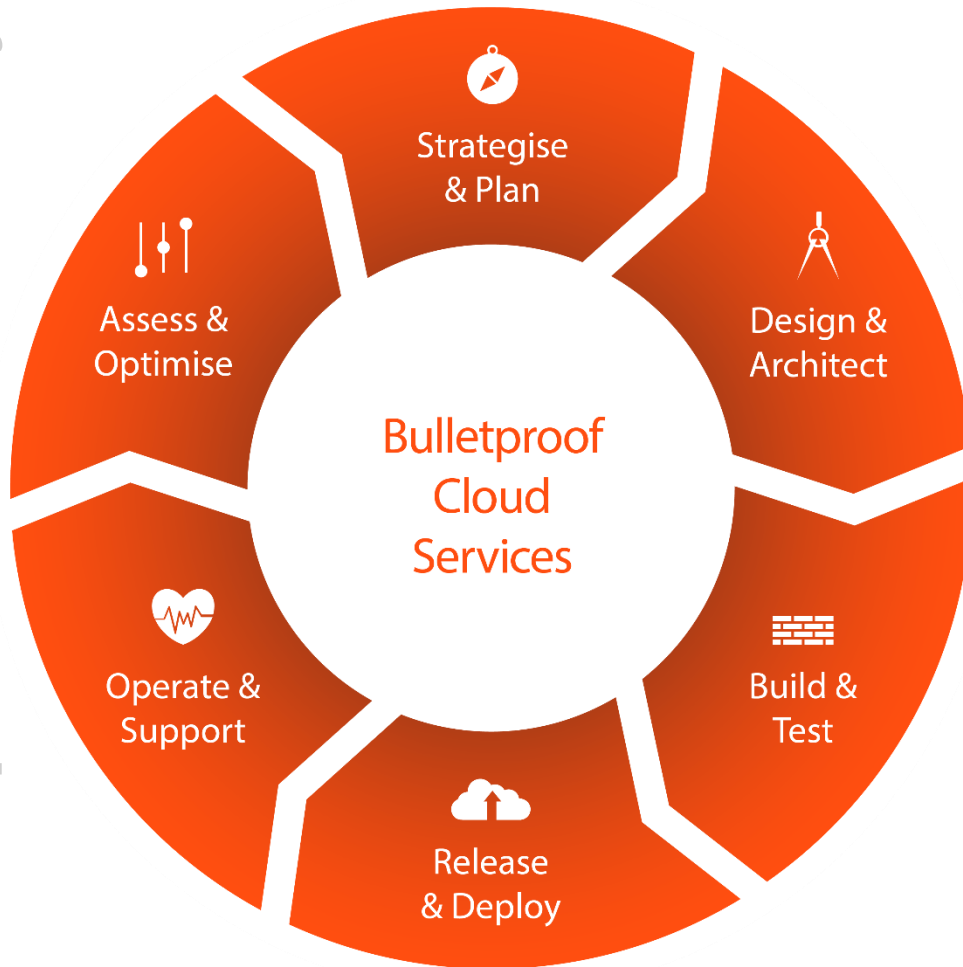 Strategise
& Plan
Design &
Architect
Build &
Test
Release
& Deploy
Operate &
Support
Assess &
Optimise
Bulletproof
Cloud
Services